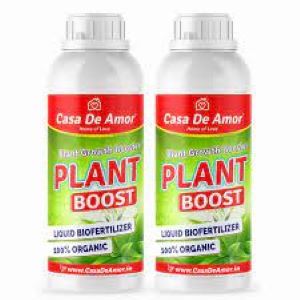 Casa De Amor
Home of Love
Plant Growth Booster
PLANT
BOOST
LIQUID BIOFERTILIZER
100% ORGANIC
www.CasaDeAmor.in
Casa De Amor
Home of Love
Plant Growth Booster
PLANT
BOOST
LIQUID BIOFERTILIZER
100% ORGANIC
www.CasaDeAmor.in